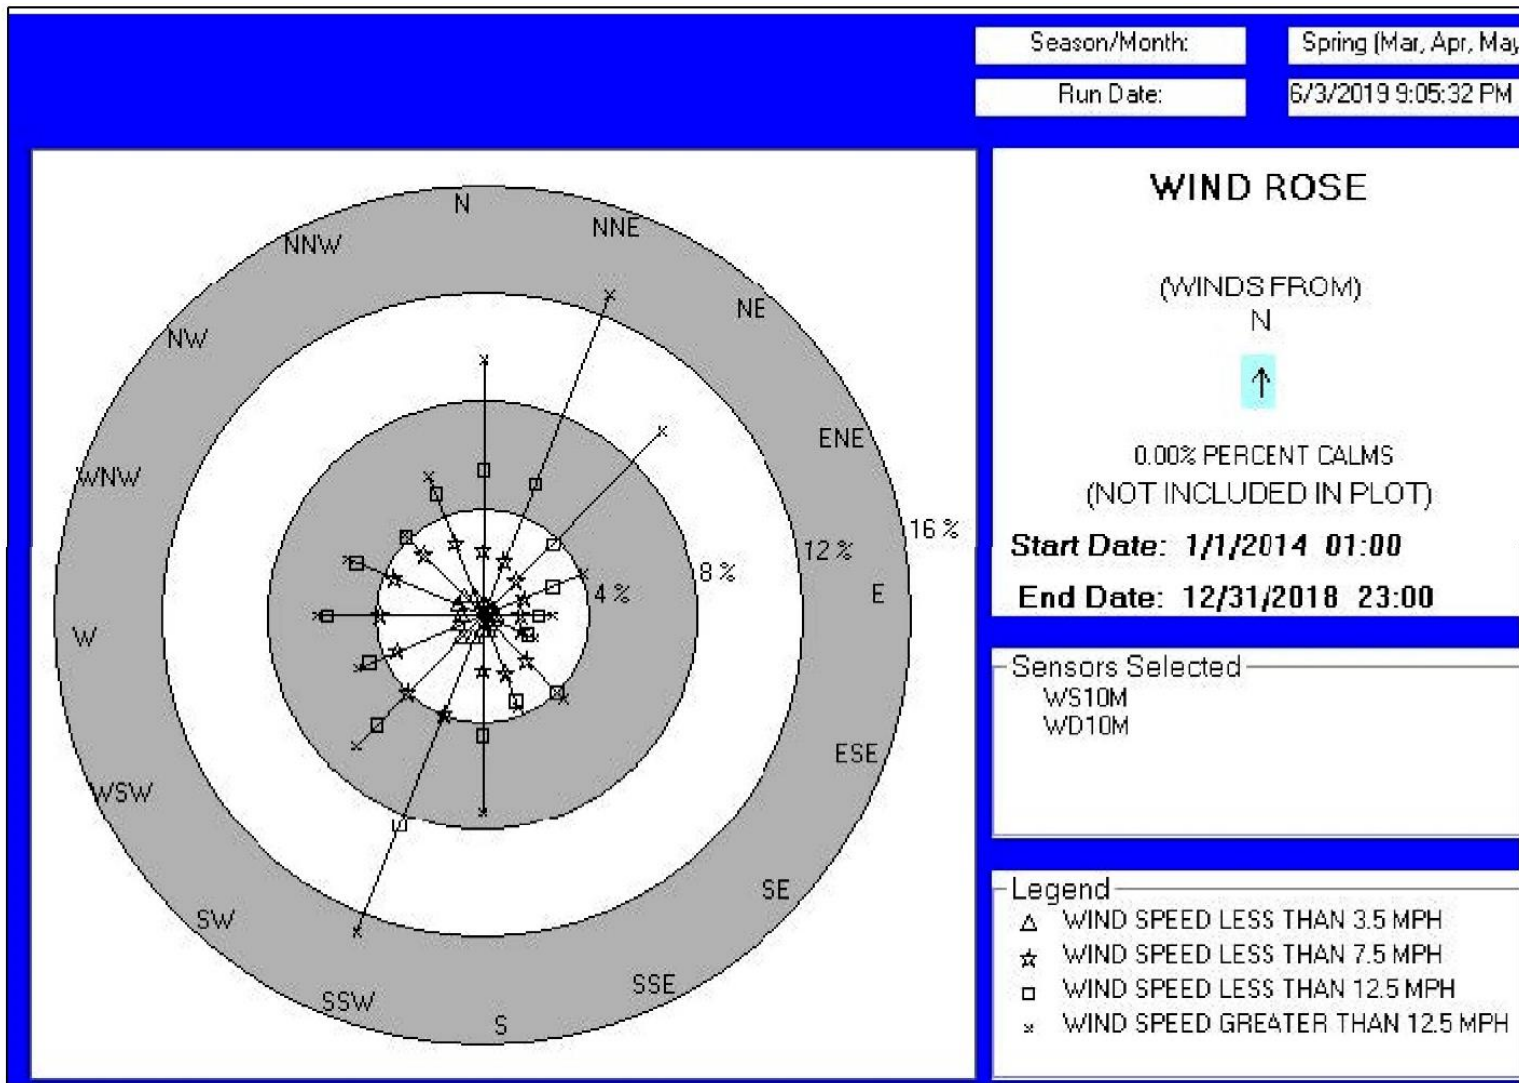 Season/Month: Spring (Mar, Apr, May
Run Date: 6/3/2019 9:05:32 PM
WIND ROSE
(WINDS FROM)
N
0.00% PERCENT CALMS
(NOT INCLUDED IN PLOT)
Start Date: 1/1/2014 01:00
End Date: 12/31/2018 23:00
N
NNE
NNW
NE
NW
ENE
WNW
16 %
12 %
8 %
4 %
E
W
ESE
WSW
SE
SW
SSE
SSW
S
Sensors Selected
WS10M
WD10M
Legend
WIND SPEED LESS THAN 3.5 MPH
WIND SPEED LESS THAN 7.5 MPH
WIND SPEED LESS THAN 12.5 MPH
WIND SPEED GREATER THAN 12.5 MPH